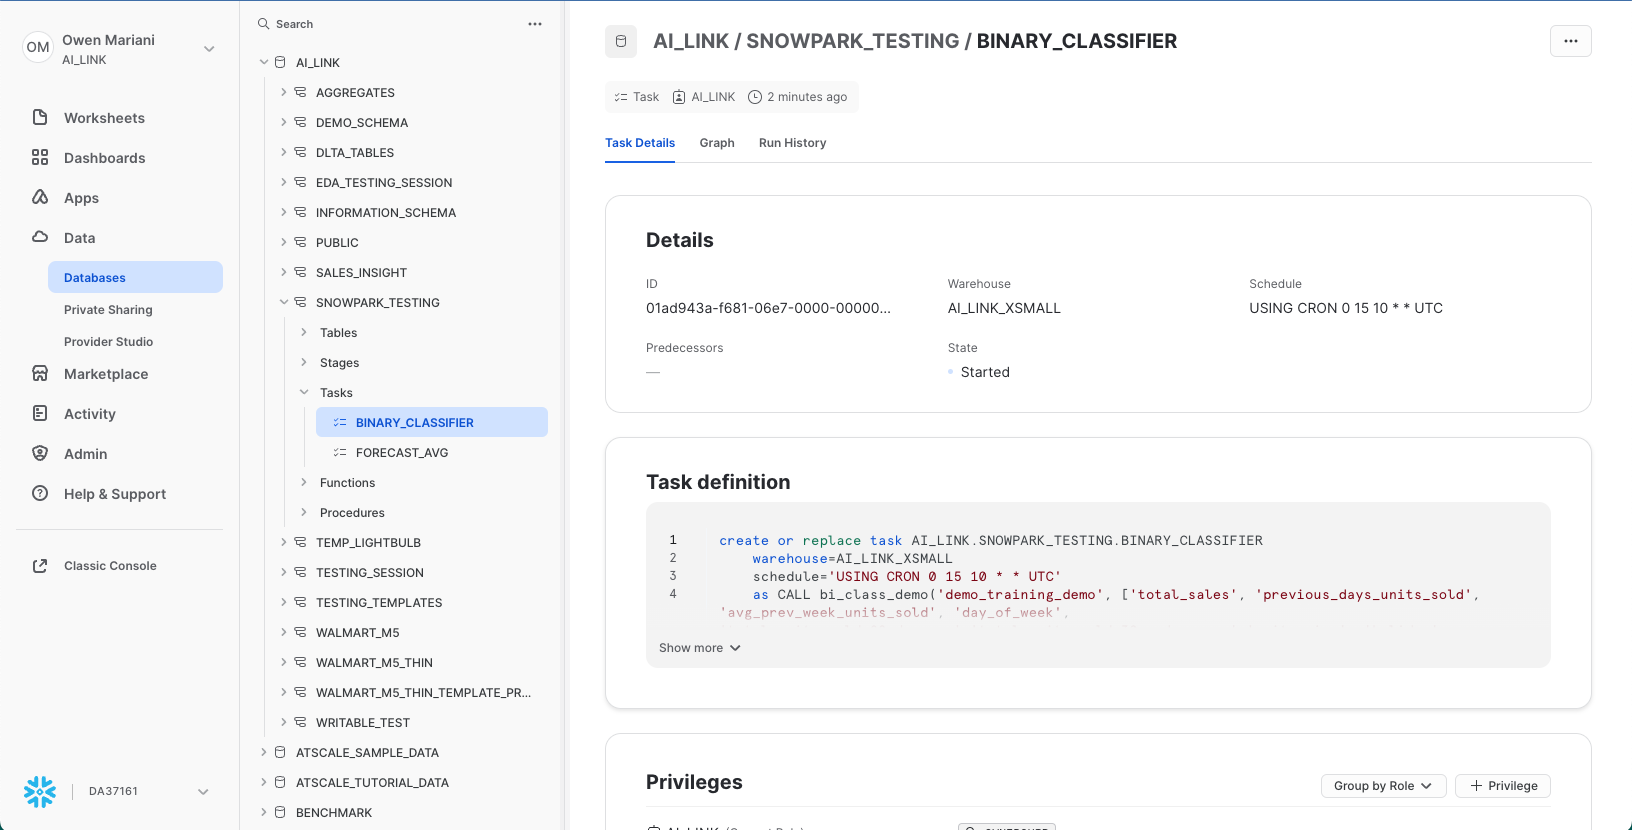 OM
Owen Mariani
AI_LINK
Worksheets
Dashboards
Apps
Data
Databases
Private Sharing
Provider Studio
Marketplace
Activity
Admin
Help & Support
Classic Console
DA37161
Search
AI_LINK
AGGREGATES
DEMO_SCHEMA
DLTA_TABLES
EDA_TESTING_SESSION
INFORMATION_SCHEMA
PUBLIC
SALES_INSIGHT
SNOWPARK_TESTING
Tables
Stages
Tasks
BINARY_CLASSIFIER
FORECAST_AVG
Functions
Procedures
TEMP_LIGHTBULB
TESTING_SESSION
TESTING_TEMPLATES
WALMART_M5
WALMART_M5_THIN
WALMART_M5_THIN_TEMPLATE_PR...
WRITABLE_TEST
ATSCALE_SAMPLE_DATA
ATSCALE_TUTORIAL_DATA
BENCHMARK
AI_LINK / SNOWPARK_TESTING / BINARY_CLASSIFIER
Task AI_LINK 2 minutes ago
Task Details Graph Run History
Details
ID Warehouse Schedule
01ad943a-f681-06e7-0000-00000... AI_LINK_XSMALL USING CRON 0 15 10 * * UTC
Predecessors State
— Started
Task definition
1 create or replace task AI_LINK.SNOWPARK_TESTING.BINARY_CLASSIFIER
2 warehouse=AI_LINK_XSMALL
3 schedule='USING CRON 0 15 10 * * UTC'
4 as CALL bi_class_demo('demo_training_demo', ['total_sales', 'previous_days_units_sold',
'avg_prev_week_units_sold', 'day_of_week',
Show more
Privileges Group by Role + Privilege
AI_LINK